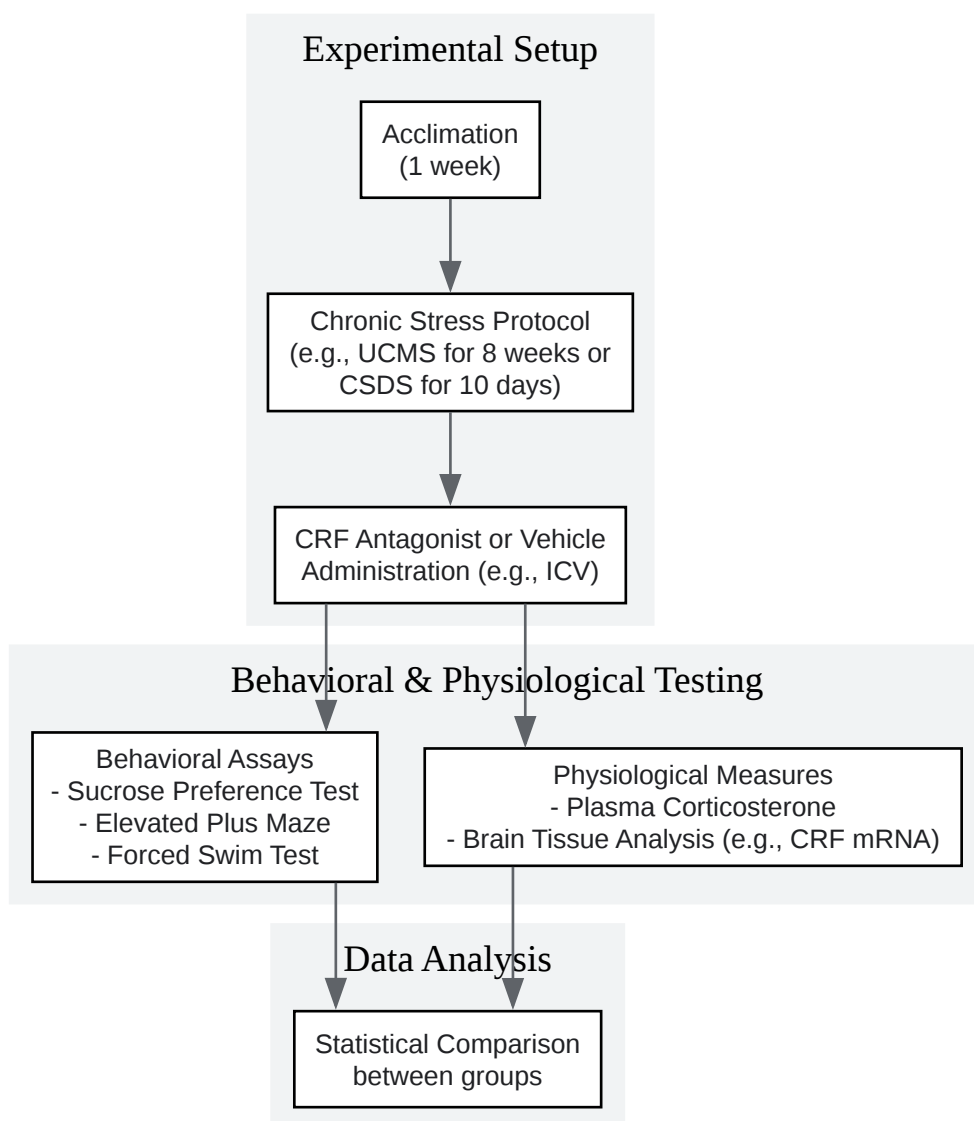 Experimental Setup
Acclimation
(1 week)
Chronic Stress Protocol
(e.g., UCMS for 8 weeks or
CSDS for 10 days)
CRF Antagonist or Vehicle
Administration (e.g., ICV)
Behavioral & Physiological Testing
Behavioral Assays
- Sucrose Preference Test
- Elevated Plus Maze
- Forced Swim Test
Physiological Measures
- Plasma Corticosterone
- Brain Tissue Analysis (e.g., CRF mRNA)
Data Analysis
Statistical Comparison
between groups